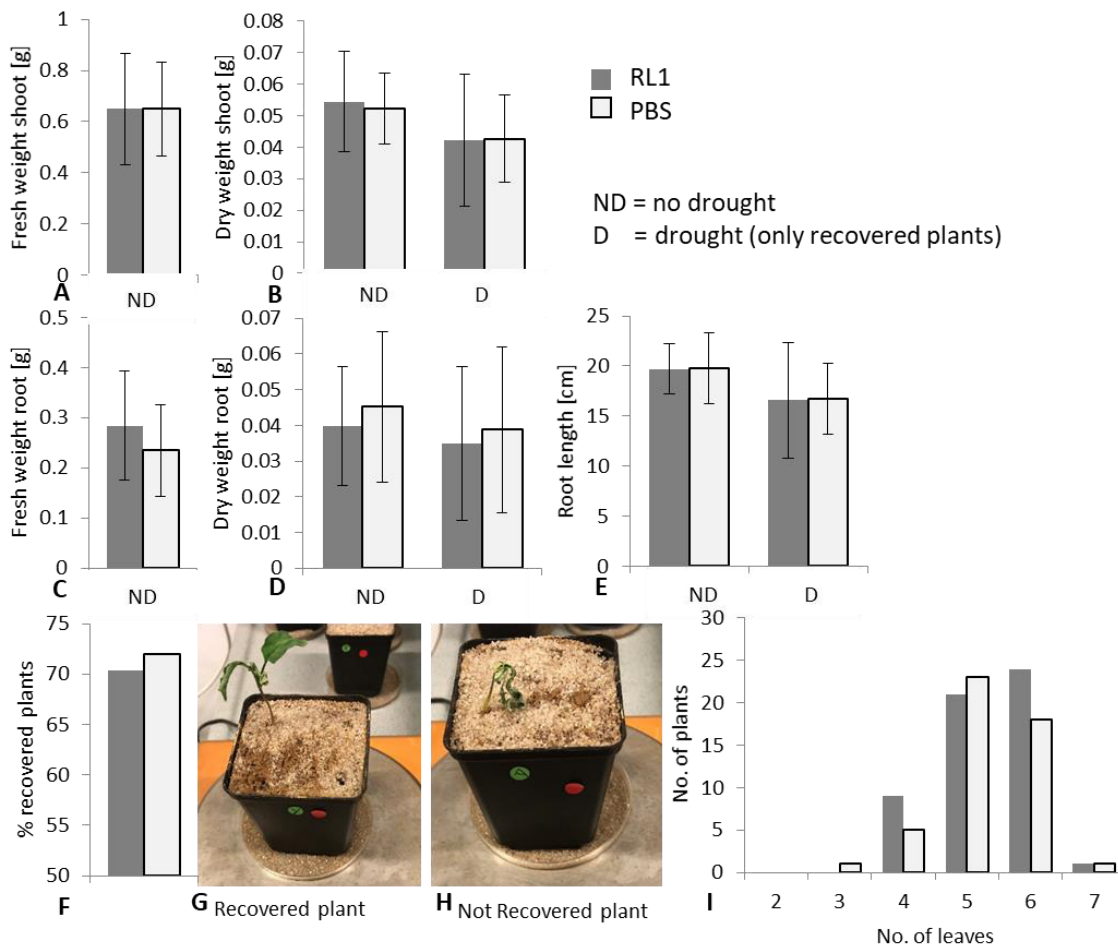 Fresh weight shoot [g]
1
0.8
0.6
0.4
0.2
0
A
ND
Dry weight shoot [g]
0.08
0.07
0.06
0.05
0.04
0.03
0.02
0.01
0
B
ND D
RL1
PBS
ND = no drought
D = drought (only recovered plants)
Fresh weight root [g]
0.5
0.4
0.3
0.2
0.1
0
C
ND
Dry weight root [g]
0.07
0.06
0.05
0.04
0.03
0.02
0.01
0
D
ND D
Root length [cm]
25
20
15
10
5
0
E
ND D
% recovered plants
75
70
65
60
55
50
F
G Recovered plant
H Not Recovered plant
No. of plants
30
25
20
15
10
5
0
I
2 3 4 5 6 7
No. of leaves